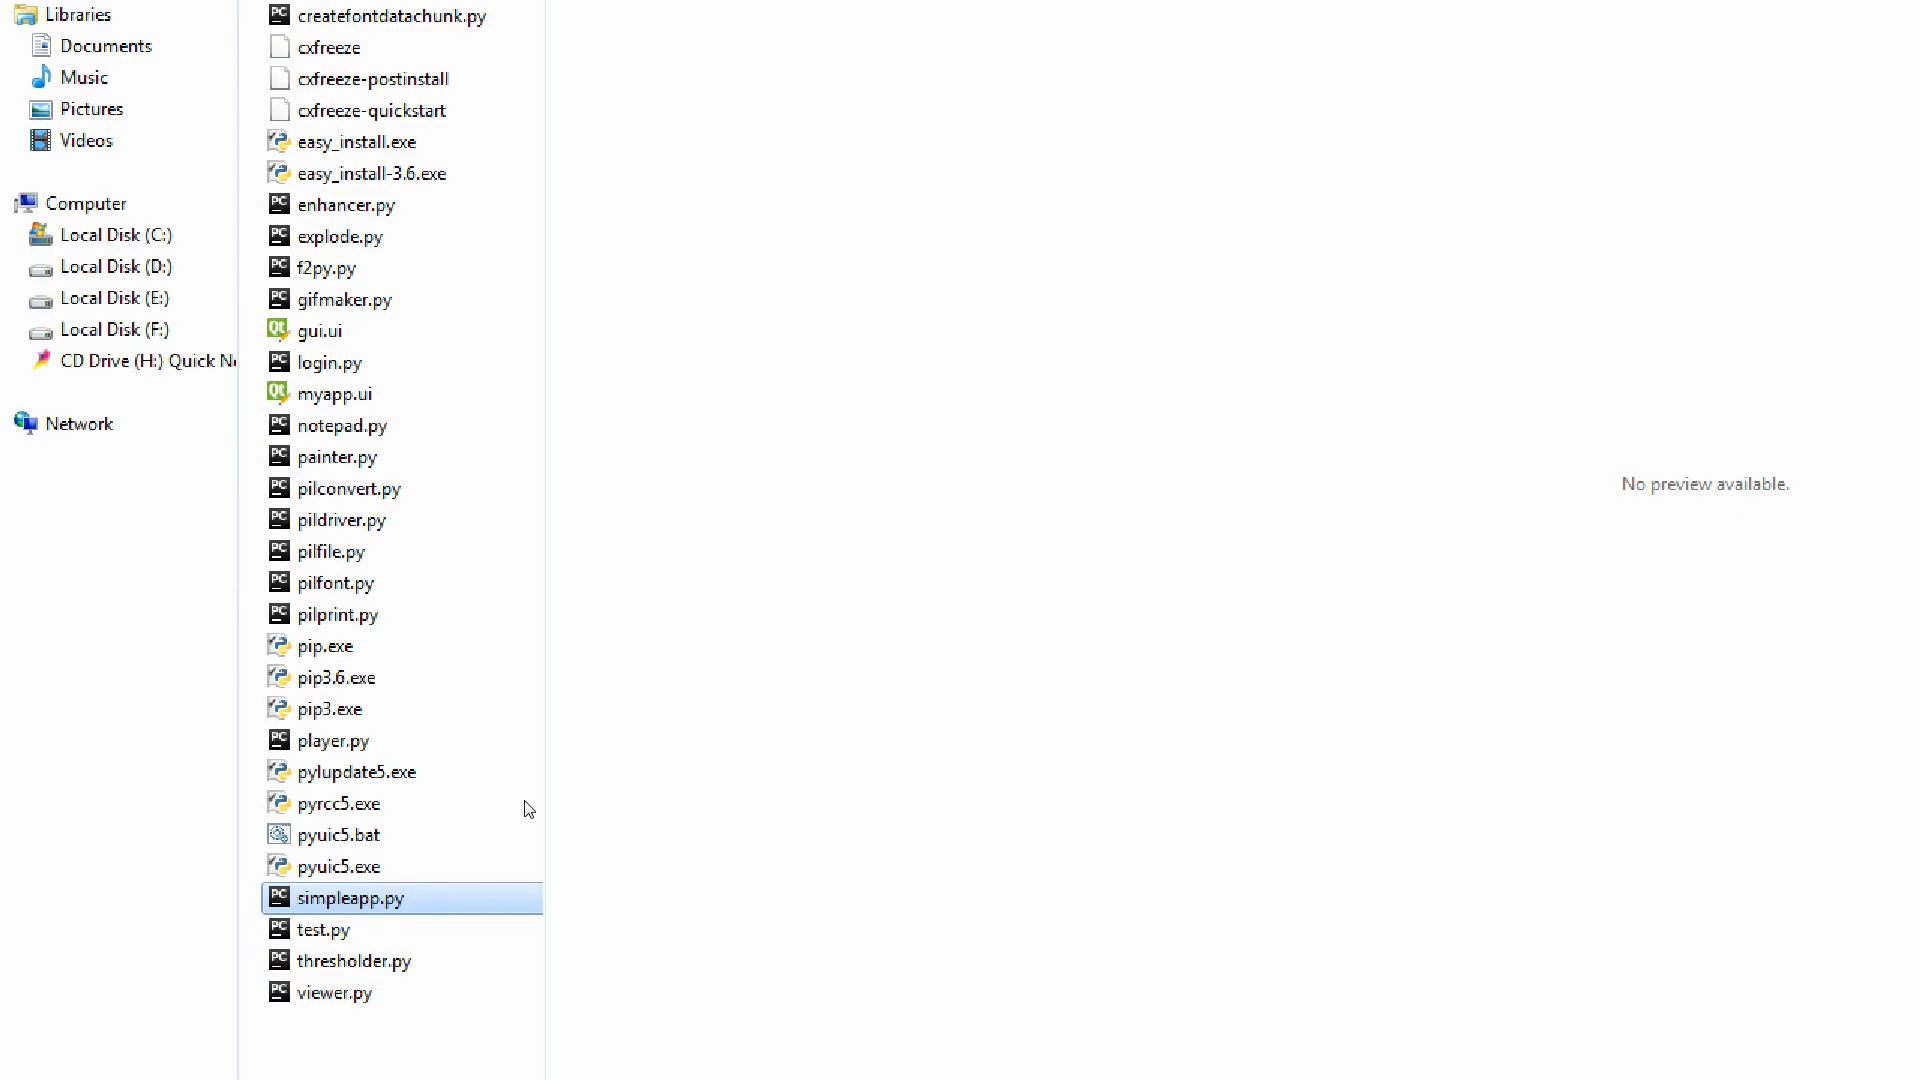 Libraries
Documents
Music
Pictures
Videos
Computer
Local Disk (C:)
Local Disk (D:)
Local Disk (E:)
Local Disk (F:)
CD Drive (H:) Quick
Network
createfontdatachunk.py
cxfreeze
cxfreeze-postinstall
cxfreeze-quickstart
easy_install.exe
easy_install-3.6.exe
enhancer.py
explode.py
f2py.py
gifmaker.py
gui.ui
login.py
myapp.ui
notepad.py
painter.py
pilconvert.py
pildriver.py
pilfile.py
pilfont.py
pilprint.py
pip.exe
pip3.6.exe
pip3.exe
player.py
pylupdate5.exe
pyrcc5.exe
pyuic5.bat
pyuic5.exe
simpleapp.py
test.py
thresholder.py
viewer.py
No preview available.